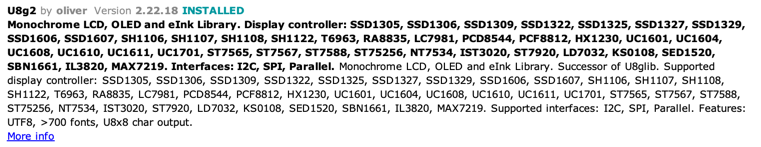 U8g2 by oliver Version 2.22.18 INSTALLED
Monochrome LCD, OLED and eInk Library. Display controller: SSD1305, SSD1306, SSD1309, SSD1322, SSD1325, SSD1327, SSD1329,
SSD1606, SSD1607, SH1106, SH1107, SH1108, SH1122, T6963, RA8835, LC7981, PCD8544, PCF8812, HX1230, UC1601, UC1604,
UC1608, UC1610, UC1611, UC1701, ST7565, ST7567, ST7588, ST75256, NT7534, IST3020, ST7920, LD7032, KS0108, SED1520,
SBN1661, IL3820, MAX7219. Interfaces: I2C, SPI, Parallel. Monochrome LCD, OLED and eInk Library. Successor of U8glib. Supported
display controller: SSD1305, SSD1306, SSD1309, SSD1322, SSD1325, SSD1327, SSD1329, SSD1606, SSD1607, SH1106, SH1107, SH1108,
SH1122, T6963, RA8835, LC7981, PCD8544, PCF8812, HX1230, UC1601, UC1604, UC1608, UC1610, UC1611, UC1701, ST7565, ST7567, ST7588,
ST75256, NT7534, IST3020, ST7920, LD7032, KS0108, SED1520, SBN1661, IL3820, MAX7219. Supported interfaces: I2C, SPI, Parallel. Features:
UTF8, >700 fonts, U8x8 char output.
More info